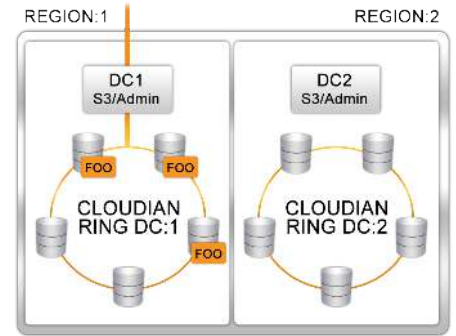 REGION:1
REGION:2
DC1
S3/Admin
DC2
S3/Admin
FOO
FOO
CLOUDIAN
RING DC:1
CLOUDIAN
RING DC:2
FOO